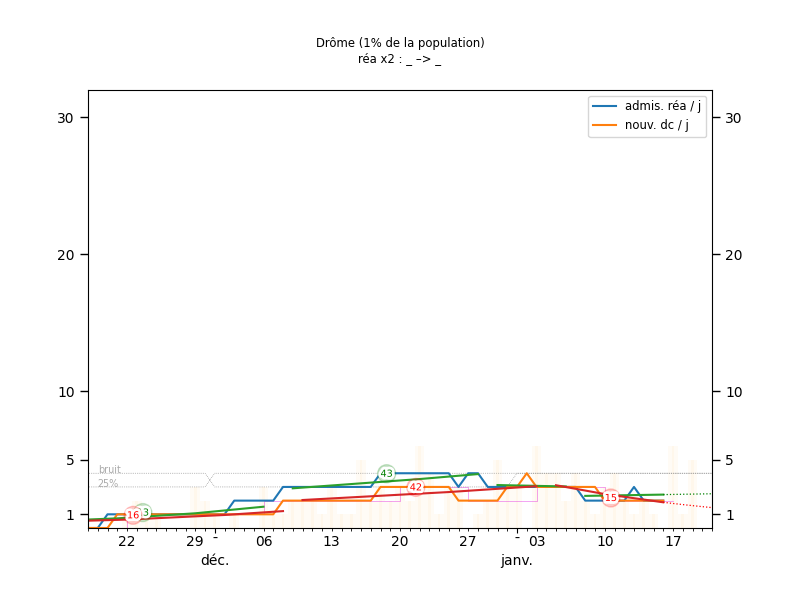 Drôme (1% de la population)
réa x2 : _ –> _
admis. réa / j
nouv. dc / j
30 30
20 20
10 10
5 5
1 1
bruit
25%
16
3
43
42
15
22 29 - 06 13 20 27 - 03 10 17
déc. janv.